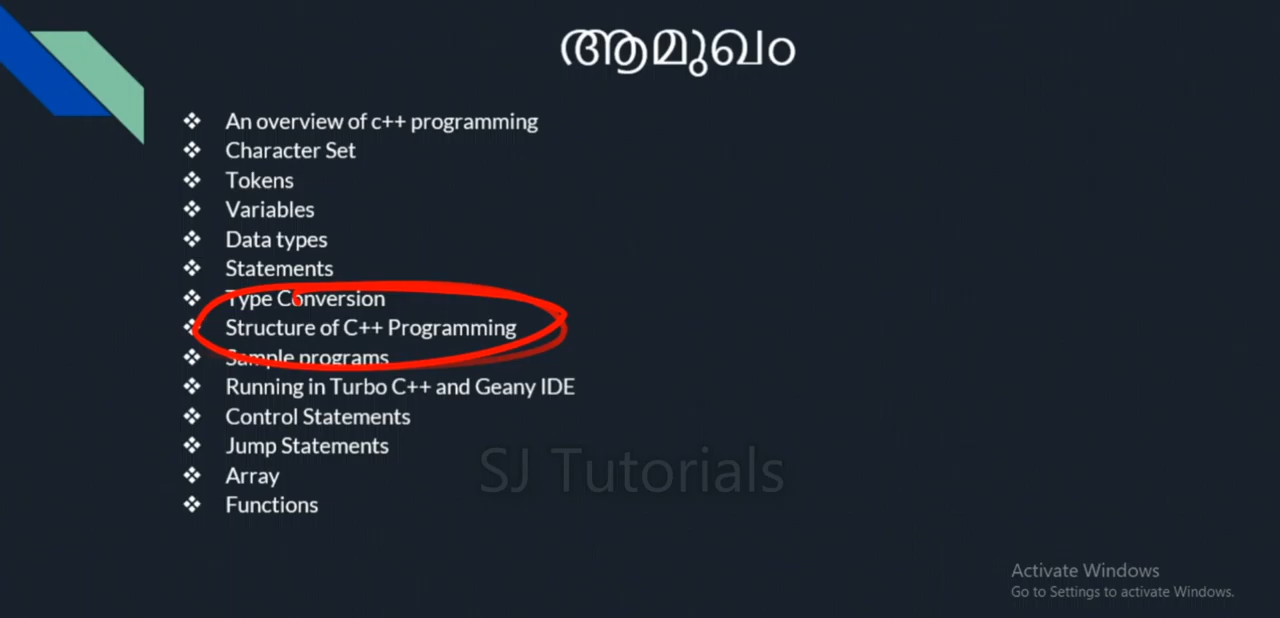 ആമുഖം
An overview of c++ programming
Character Set
Tokens
Variables
Data types
Statements
Type Conversion
Structure of C++ Programming
Sample programs
Running in Turbo C++ and Geany IDE
Control Statements
Jump Statements
Array
Functions
SJ Tutorials
Activate Windows
Go to Settings to activate Windows.